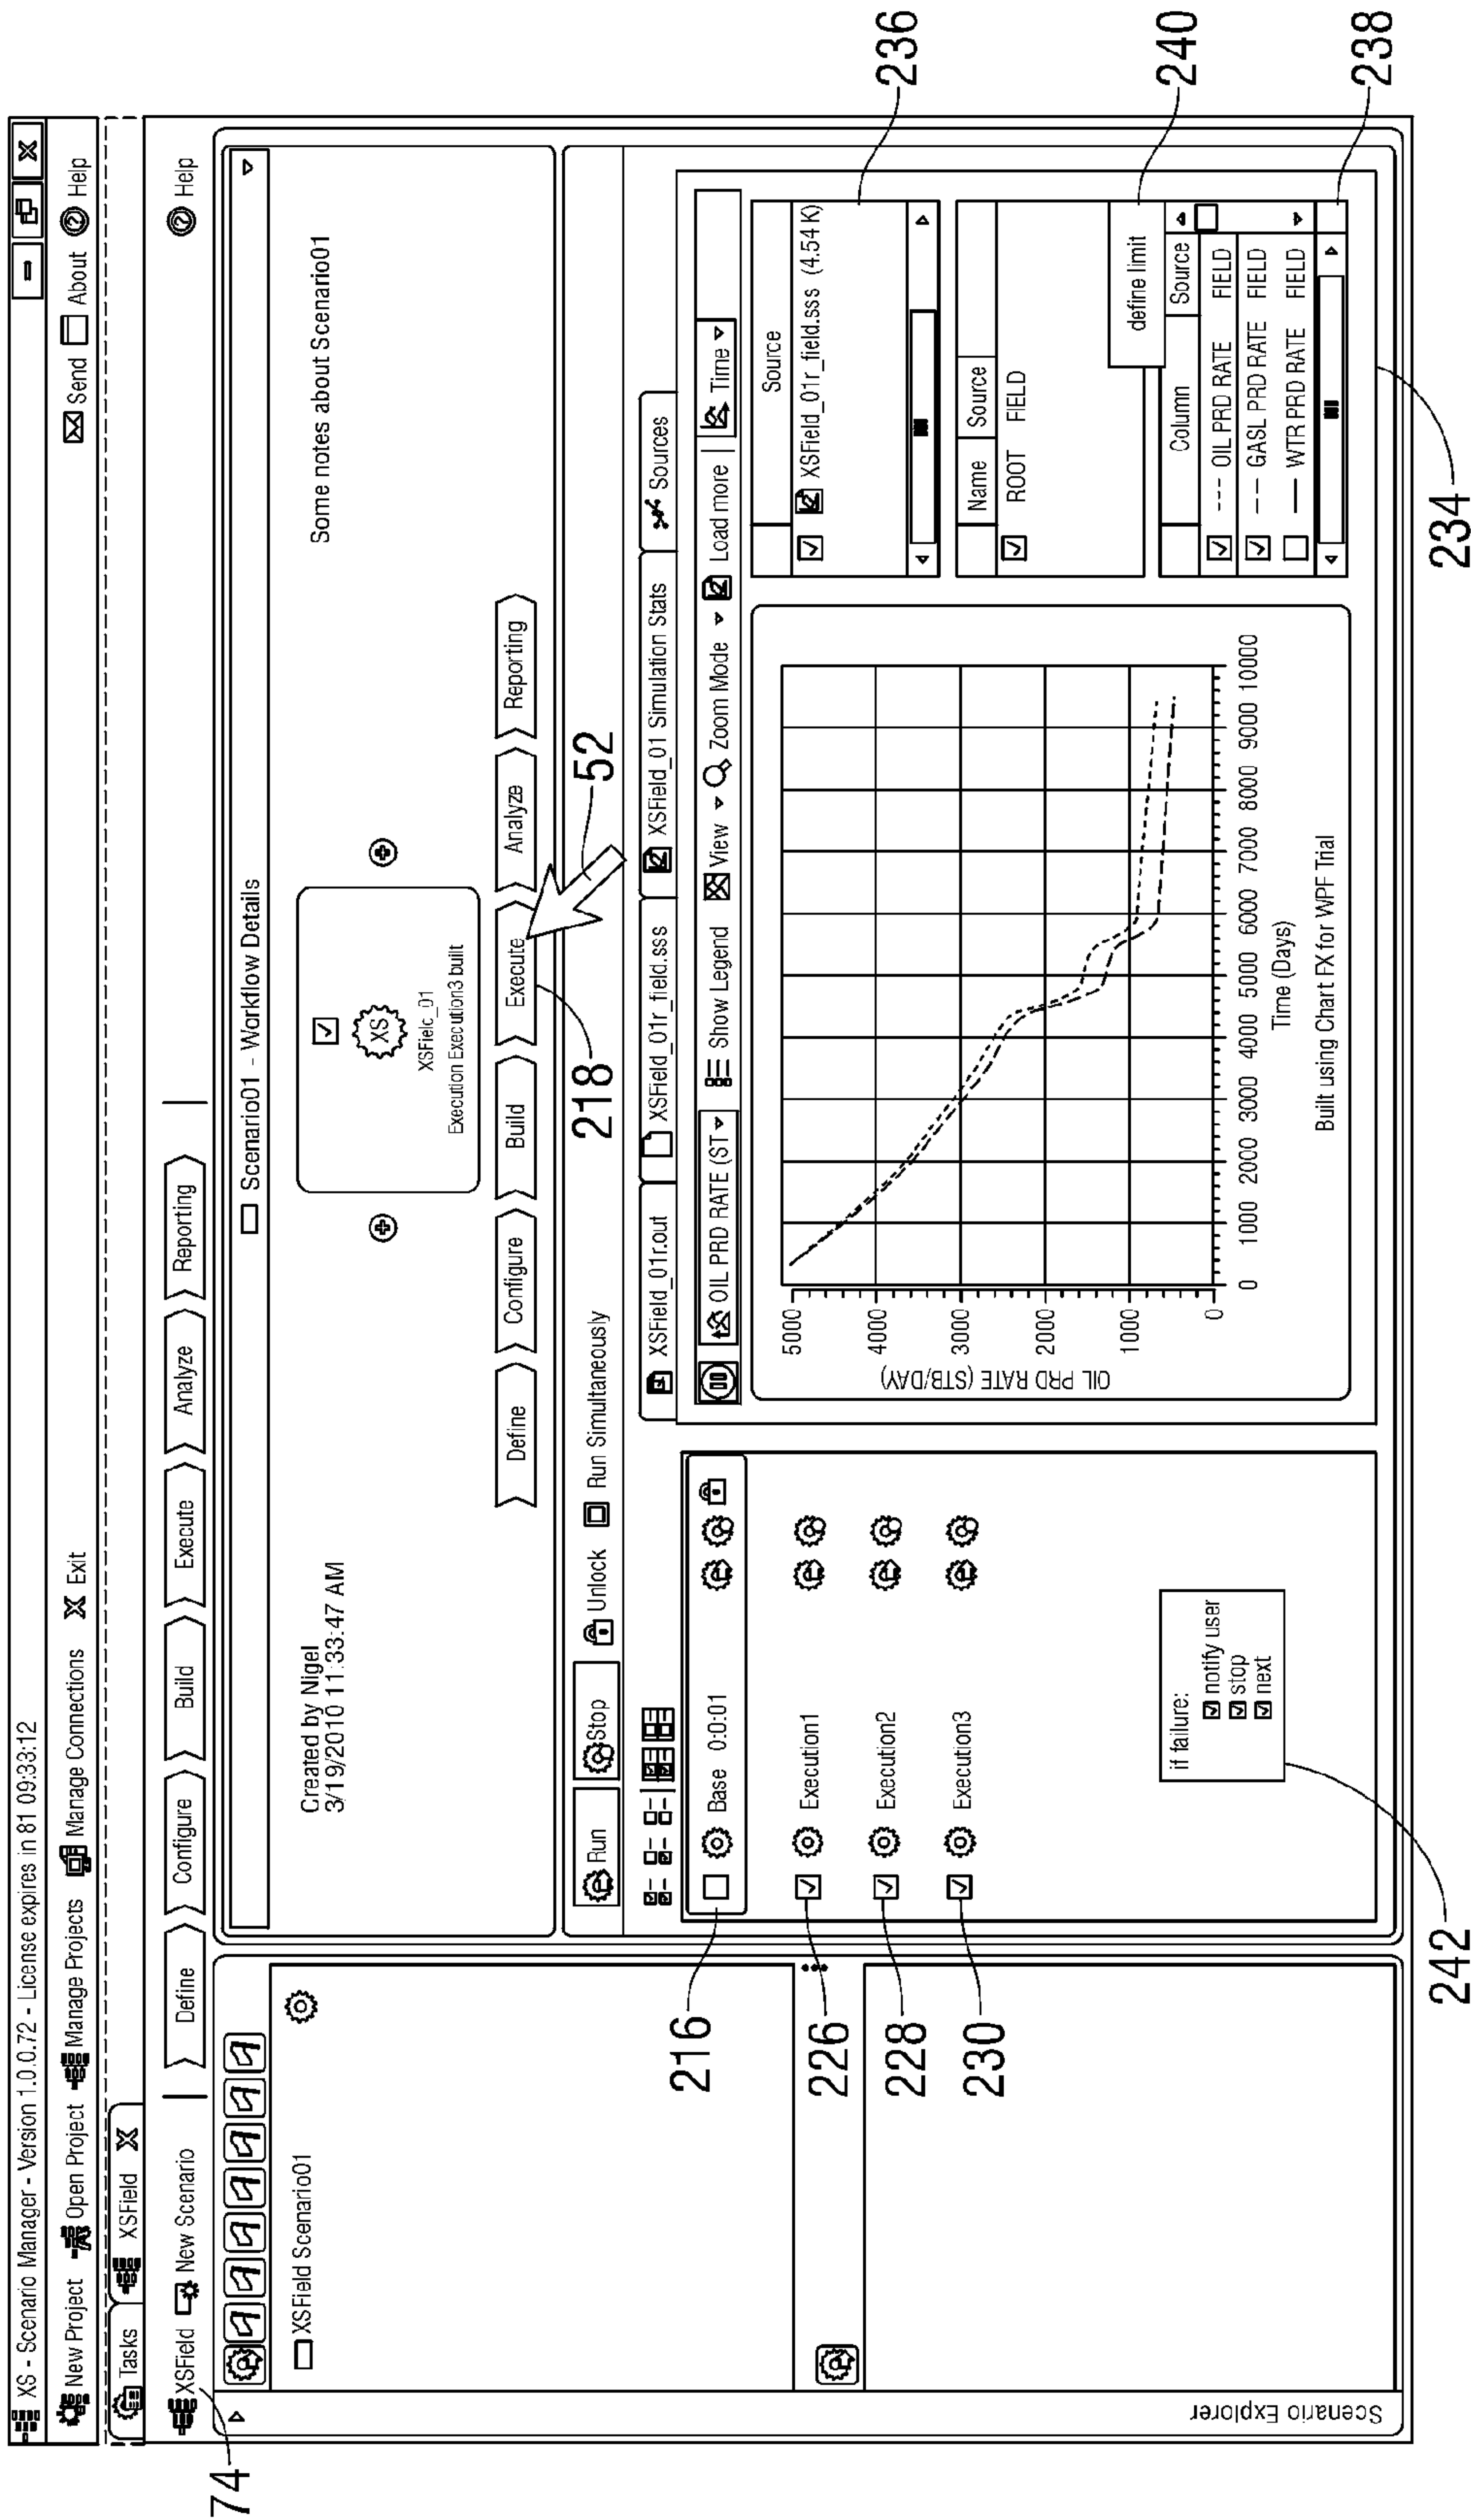 XS - Scenario Manager - Version 1.0.0.72 - License expires in 81 09:33:12
New Project Open Project Manage Projects Manage Connections X Exit Send About ? Help
Tasks XSField X
XSField New Scenario Define Configure Build Execute Analyze Reporting ? Help
74
Scenario Explorer
XSField Scenario01
Scenario01 - Workflow Details
Created by Nigel
3/19/2010 11:33:47 AM
Some notes about Scenario01
XS
XSFielc_01
Execution Execution3 built
Define Configure Build Execute Analyze Reporting
52
218
Run Stop Unlock Run Simultaneously
Base 0:0:01
Execution1
Execution2
Execution3
216
226
228
230
if failure:
notify user
stop
next
242
XSField_01r.out XSField_01r_field.sss XSField_01 Simulation Stats Sources
OIL PRD RATE (ST Show Legend View Zoom Mode Load more Time
OIL PRD RATE (STB/DAY)
5000
4000
3000
2000
1000
0
0 1000 2000 3000 4000 5000 6000 7000 8000 9000 10000
Time (Days)
Built using Chart FX for WPF Trial
Source
XSField_01r_field.sss (4.54 K)
Name Source
ROOT FIELD
define limit
Column Source
OIL PRD RATE FIELD
GASL PRD RATE FIELD
WTR PRD RATE FIELD
236
240
238
234